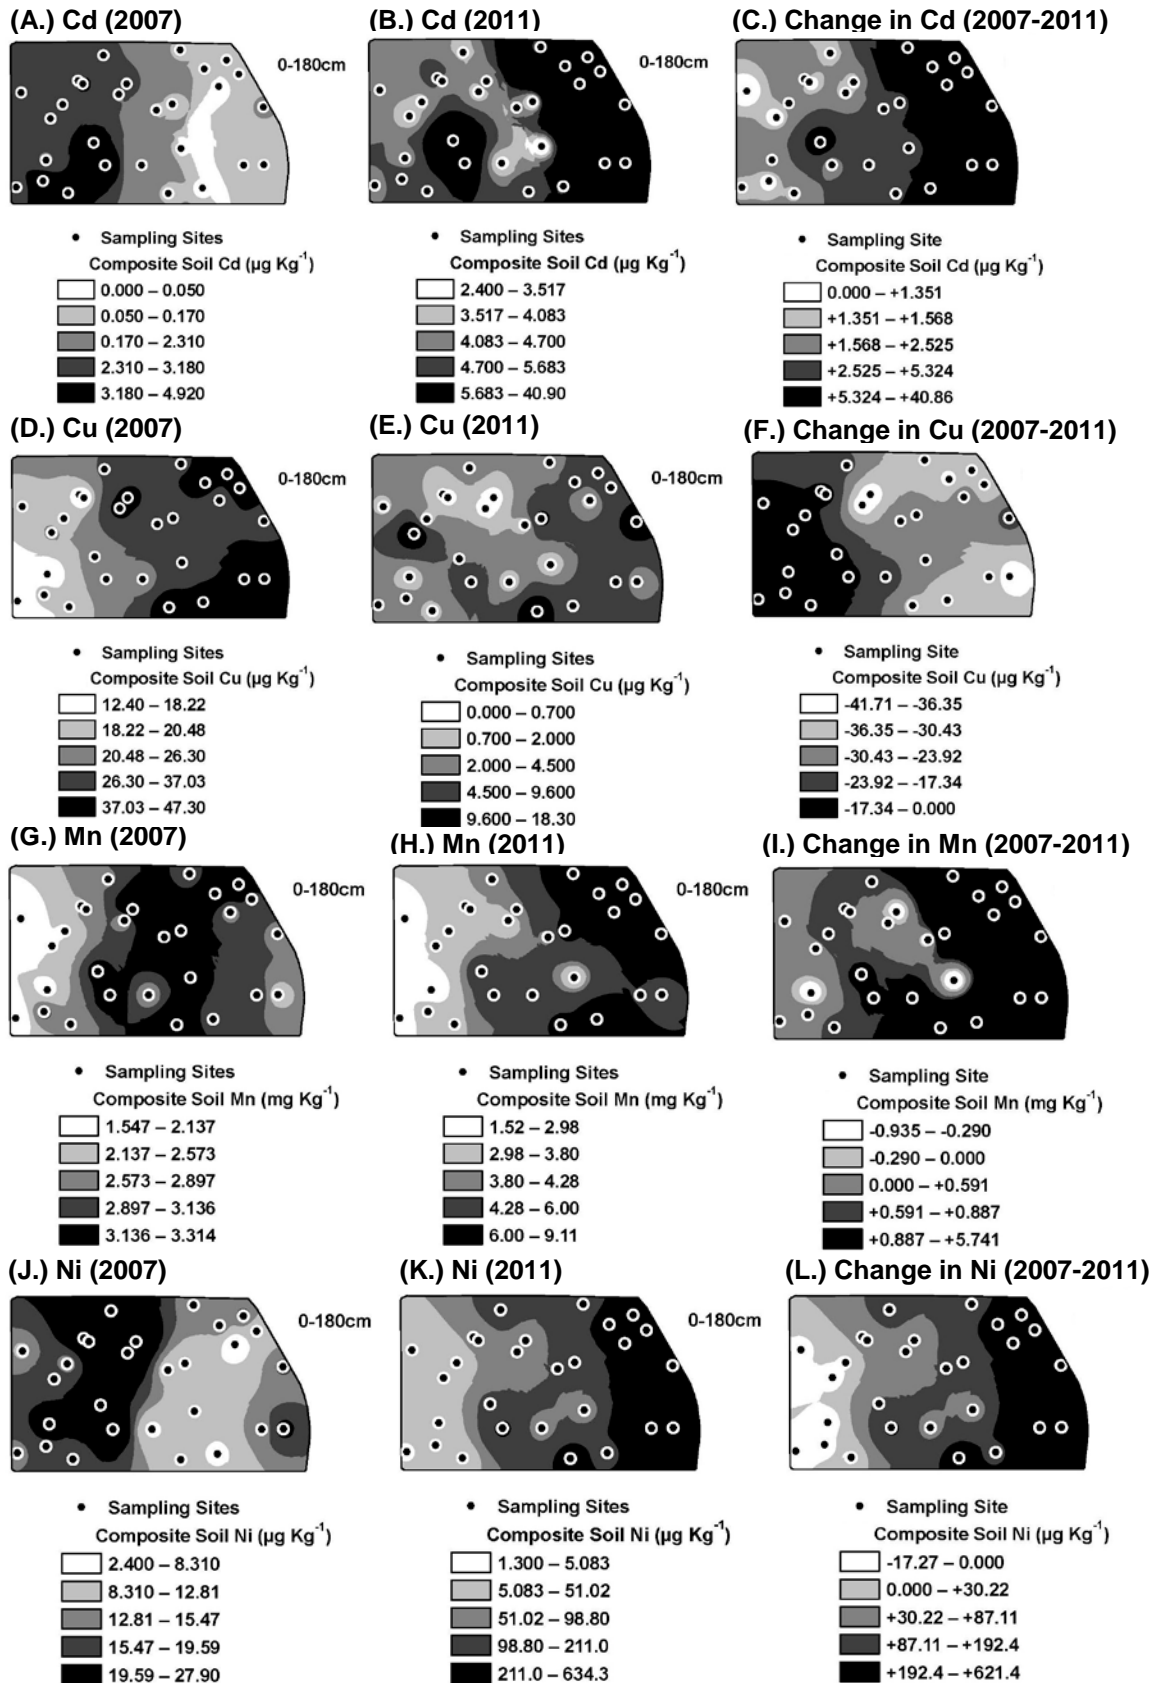 (A.) Cd (2007)
(B.) Cd (2011)
(C.) Change in Cd (2007-2011)
0-180cm
0-180cm
Sampling Sites
Composite Soil Cd (µg Kg⁻¹)
0.000 – 0.050
0.050 – 0.170
0.170 – 2.310
2.310 – 3.180
3.180 – 4.920
Sampling Sites
Composite Soil Cd (µg Kg⁻¹)
2.400 – 3.517
3.517 – 4.083
4.083 – 4.700
4.700 – 5.683
5.683 – 40.90
Sampling Site
Composite Soil Cd (µg Kg⁻¹)
0.000 – +1.351
+1.351 – +1.568
+1.568 – +2.525
+2.525 – +5.324
+5.324 – +40.86
(D.) Cu (2007)
(E.) Cu (2011)
(F.) Change in Cu (2007-2011)
0-180cm
0-180cm
Sampling Sites
Composite Soil Cu (µg Kg⁻¹)
12.40 – 18.22
18.22 – 20.48
20.48 – 26.30
26.30 – 37.03
37.03 – 47.30
Sampling Sites
Composite Soil Cu (µg Kg⁻¹)
0.000 – 0.700
0.700 – 2.000
2.000 – 4.500
4.500 – 9.600
9.600 – 18.30
Sampling Site
Composite Soil Cu (µg Kg⁻¹)
-41.71 – -36.35
-36.35 – -30.43
-30.43 – -23.92
-23.92 – -17.34
-17.34 – 0.000
(G.) Mn (2007)
(H.) Mn (2011)
(I.) Change in Mn (2007-2011)
0-180cm
0-180cm
Sampling Sites
Composite Soil Mn (mg Kg⁻¹)
1.547 – 2.137
2.137 – 2.573
2.573 – 2.897
2.897 – 3.136
3.136 – 3.314
Sampling Sites
Composite Soil Mn (mg Kg⁻¹)
1.52 – 2.98
2.98 – 3.80
3.80 – 4.28
4.28 – 6.00
6.00 – 9.11
Sampling Site
Composite Soil Mn (mg Kg⁻¹)
-0.935 – -0.290
-0.290 – 0.000
0.000 – +0.591
+0.591 – +0.887
+0.887 – +5.741
(J.) Ni (2007)
(K.) Ni (2011)
(L.) Change in Ni (2007-2011)
0-180cm
0-180cm
Sampling Sites
Composite Soil Ni (µg Kg⁻¹)
2.400 – 8.310
8.310 – 12.81
12.81 – 15.47
15.47 – 19.59
19.59 – 27.90
Sampling Sites
Composite Soil Ni (µg Kg⁻¹)
1.300 – 5.083
5.083 – 51.02
51.02 – 98.80
98.80 – 211.0
211.0 – 634.3
Sampling Site
Composite Soil Ni (µg Kg⁻¹)
-17.27 – 0.000
0.000 – +30.22
+30.22 – +87.11
+87.11 – +192.4
+192.4 – +621.4